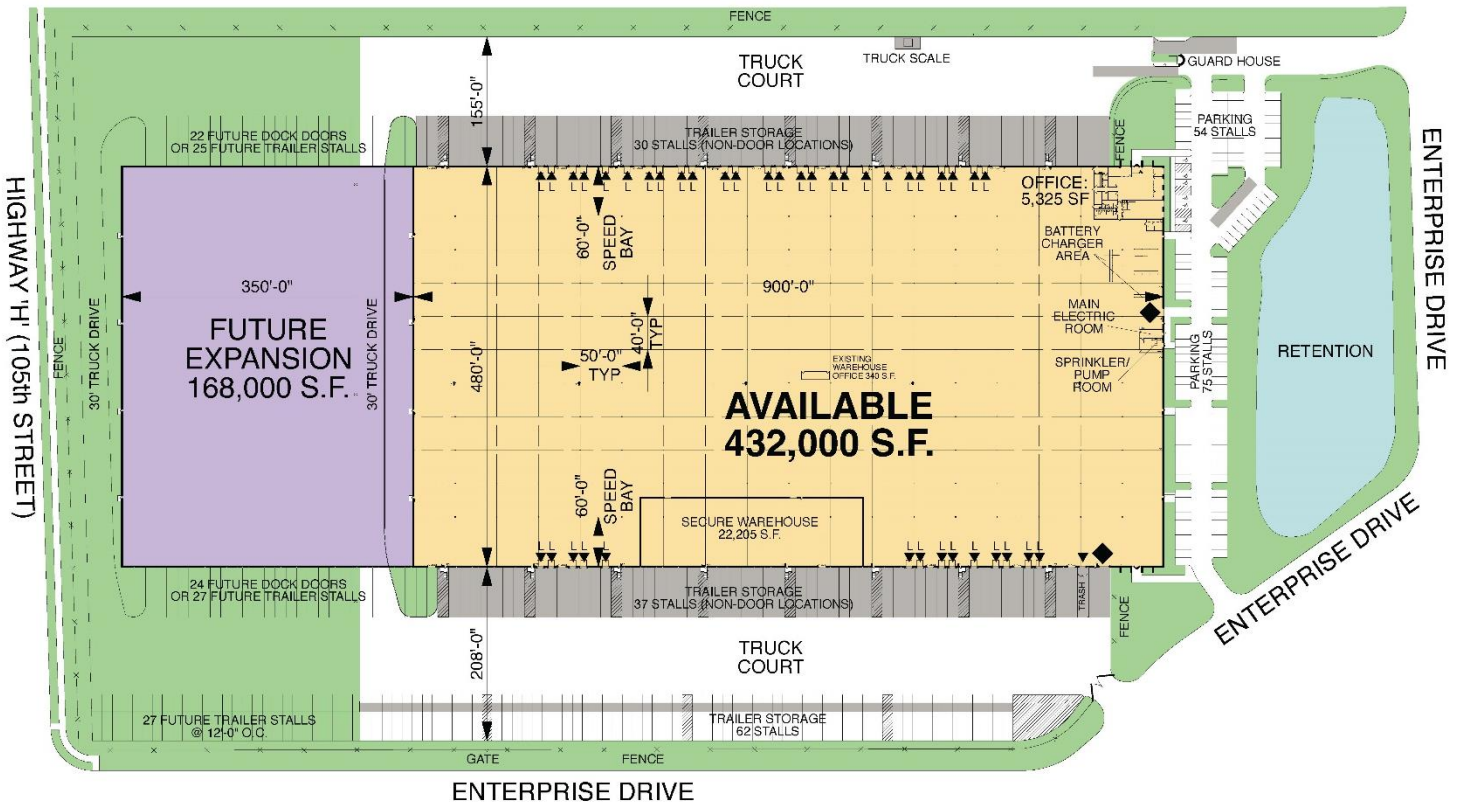 FENCE
TRUCK
COURT
TRUCK SCALE
GUARD HOUSE
155'-0"
22 FUTURE DOCK DOORS
OR 25 FUTURE TRAILER STALLS
TRAILER STORAGE
30 STALLS (NON-DOOR LOCATIONS)
FENCE
PARKING
54 STALLS
ENTERPRISE DRIVE
HIGHWAY 'H' (105th STREET)
FENCE
30' TRUCK DRIVE
L L L L L L L L L L L L L L L L L L L L L L L L
OFFICE:
5,325 SF
60'-0"
SPEED
BAY
BATTERY
CHARGER
AREA
350'-0"
900'-0"
FUTURE
EXPANSION
168,000 S.F.
30' TRUCK DRIVE
480'-0"
40'-0"
TYP
50'-0"
TYP
MAIN
ELECTRIC
ROOM
SPRINKLER/
PUMP
ROOM
EXISTING
WAREHOUSE
OFFICE 340 S.F.
PARKING
75 STALLS
RETENTION
AVAILABLE
432,000 S.F.
60'-0"
SPEED
BAY
SECURE WAREHOUSE
22,205 S.F.
L L L L L L L L L L L L L L
24 FUTURE DOCK DOORS
OR 27 FUTURE TRAILER STALLS
TRAILER STORAGE
37 STALLS (NON-DOOR LOCATIONS)
TRASH
FENCE
ENTERPRISE DRIVE
208'-0"
TRUCK
COURT
27 FUTURE TRAILER STALLS
@ 12'-0" O.C.
TRAILER STORAGE
62 STALLS
GATE
FENCE
ENTERPRISE DRIVE